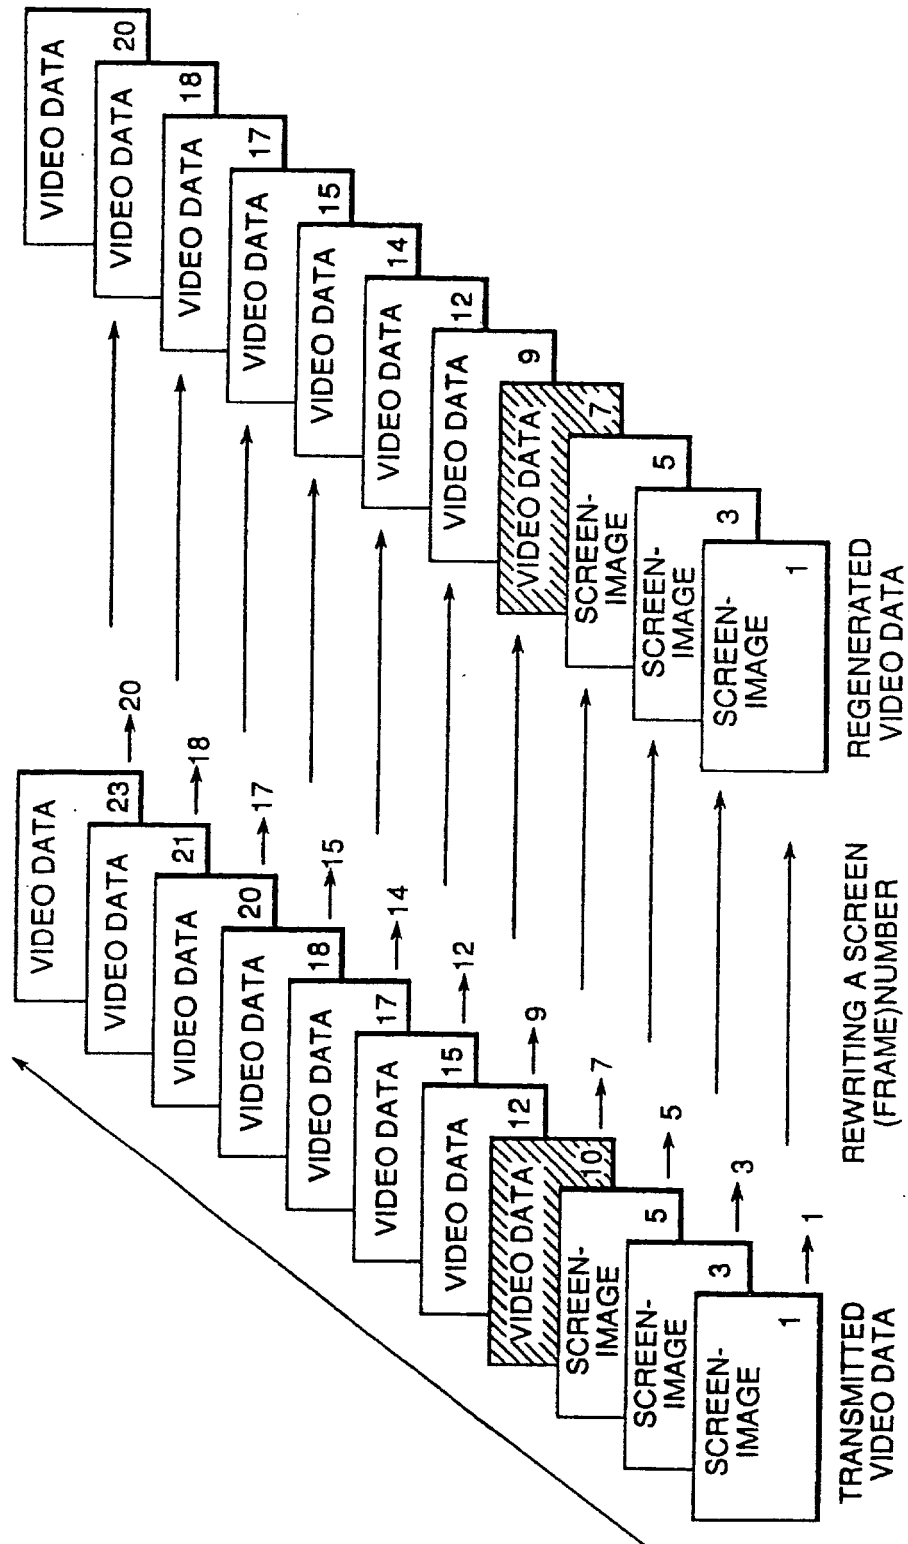 VIDEO DATA
23
→20
VIDEO DATA
21
→18
VIDEO DATA
20
→17
VIDEO DATA
18
→15
VIDEO DATA
17
→14
VIDEO DATA
15
→12
VIDEO DATA
12
→9
VIDEO DATA
10
→7
SCREEN-
IMAGE
5
→5
SCREEN-
IMAGE
3
→3
SCREEN-
IMAGE
1
→1
TRANSMITTED
VIDEO DATA
REWRITING A SCREEN
(FRAME)NUMBER
VIDEO DATA
20
VIDEO DATA
18
VIDEO DATA
17
VIDEO DATA
15
VIDEO DATA
14
VIDEO DATA
12
VIDEO DATA
9
VIDEO DATA
7
SCREEN-
IMAGE
5
SCREEN-
IMAGE
3
SCREEN-
IMAGE
1
REGENERATED
VIDEO DATA